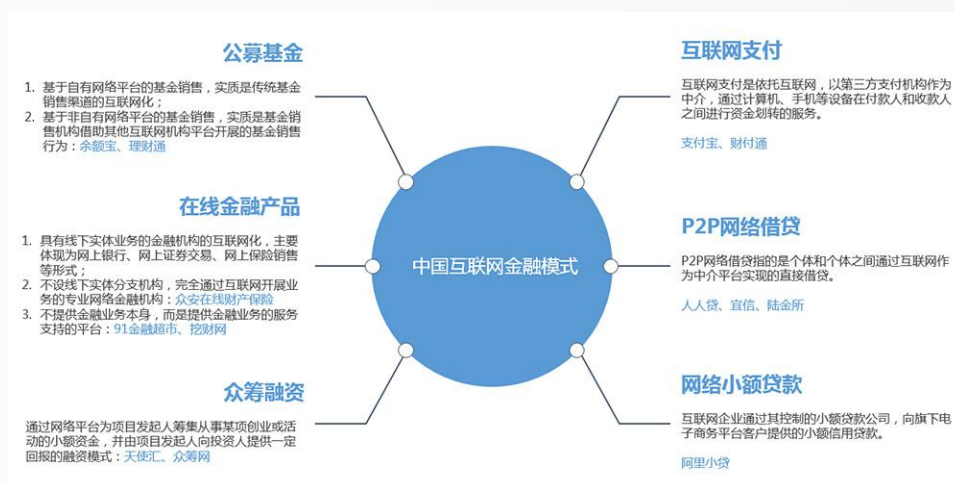 公募基金
1. 基于自有网络平台的基金销售，实质是传统基金
销售渠道的互联网化；
2. 基于非自有网络平台的基金销售，实质是基金销
售机构借助其他互联网机构平台开展的基金销售
行为：余额宝、理财通
在线金融产品
1. 具有线下实体业务的金融机构的互联网化，主要
体现为网上银行、网上证券交易、网上保险销售
等形式；
2. 不设线下实体分支机构，完全通过互联网开展业
务的专业网络金融机构：众安在线财产保险
3. 不提供金融业务本身，而是提供金融业务的服务
支持的平台：91金融超市、挖财网
众筹融资
通过网络平台为项目发起人筹集从事某项创业或活
动的小额资金，并由项目发起人向投资人提供一定
回报的融资模式：天使汇、众筹网
中国互联网金融模式
互联网支付
互联网支付是依托互联网，以第三方支付机构作为
中介，通过计算机、手机等设备在付款人和收款人
之间进行资金划转的服务。
支付宝、财付通
P2P网络借贷
P2P网络借贷指的是个体和个体之间通过互联网作
为中介平台实现的直接借贷。
人人贷、宜信、陆金所
网络小额贷款
互联网企业通过其控制的小额贷款公司，向旗下电
子商务平台客户提供的小额信用贷款。
阿里小贷